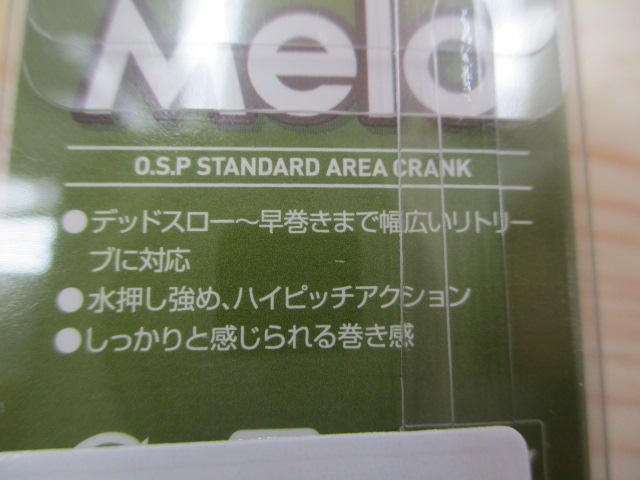 Melo
O.S.P STANDARD AREA CRANK
●デッドスロー〜早巻きまで幅広いリトリー
ブに対応
●水押し強め、ハイピッチアクション
●しっかりと感じられる巻き感